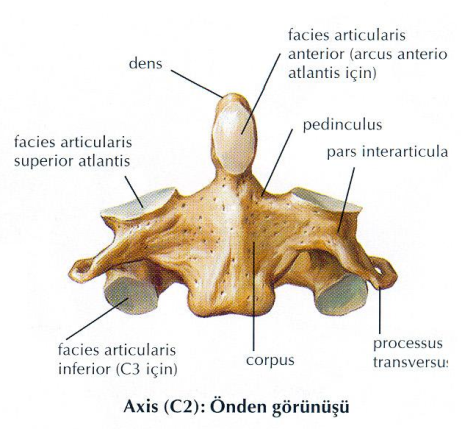 facies articularis
anterior (arcus anterio
atlantis için)
dens
pedinculus
facies articularis
superior atlantis
pars interarticula
facies articularis
inferior (C3 için)
corpus
processus
transversu
Axis (C2): Önden görünüşü